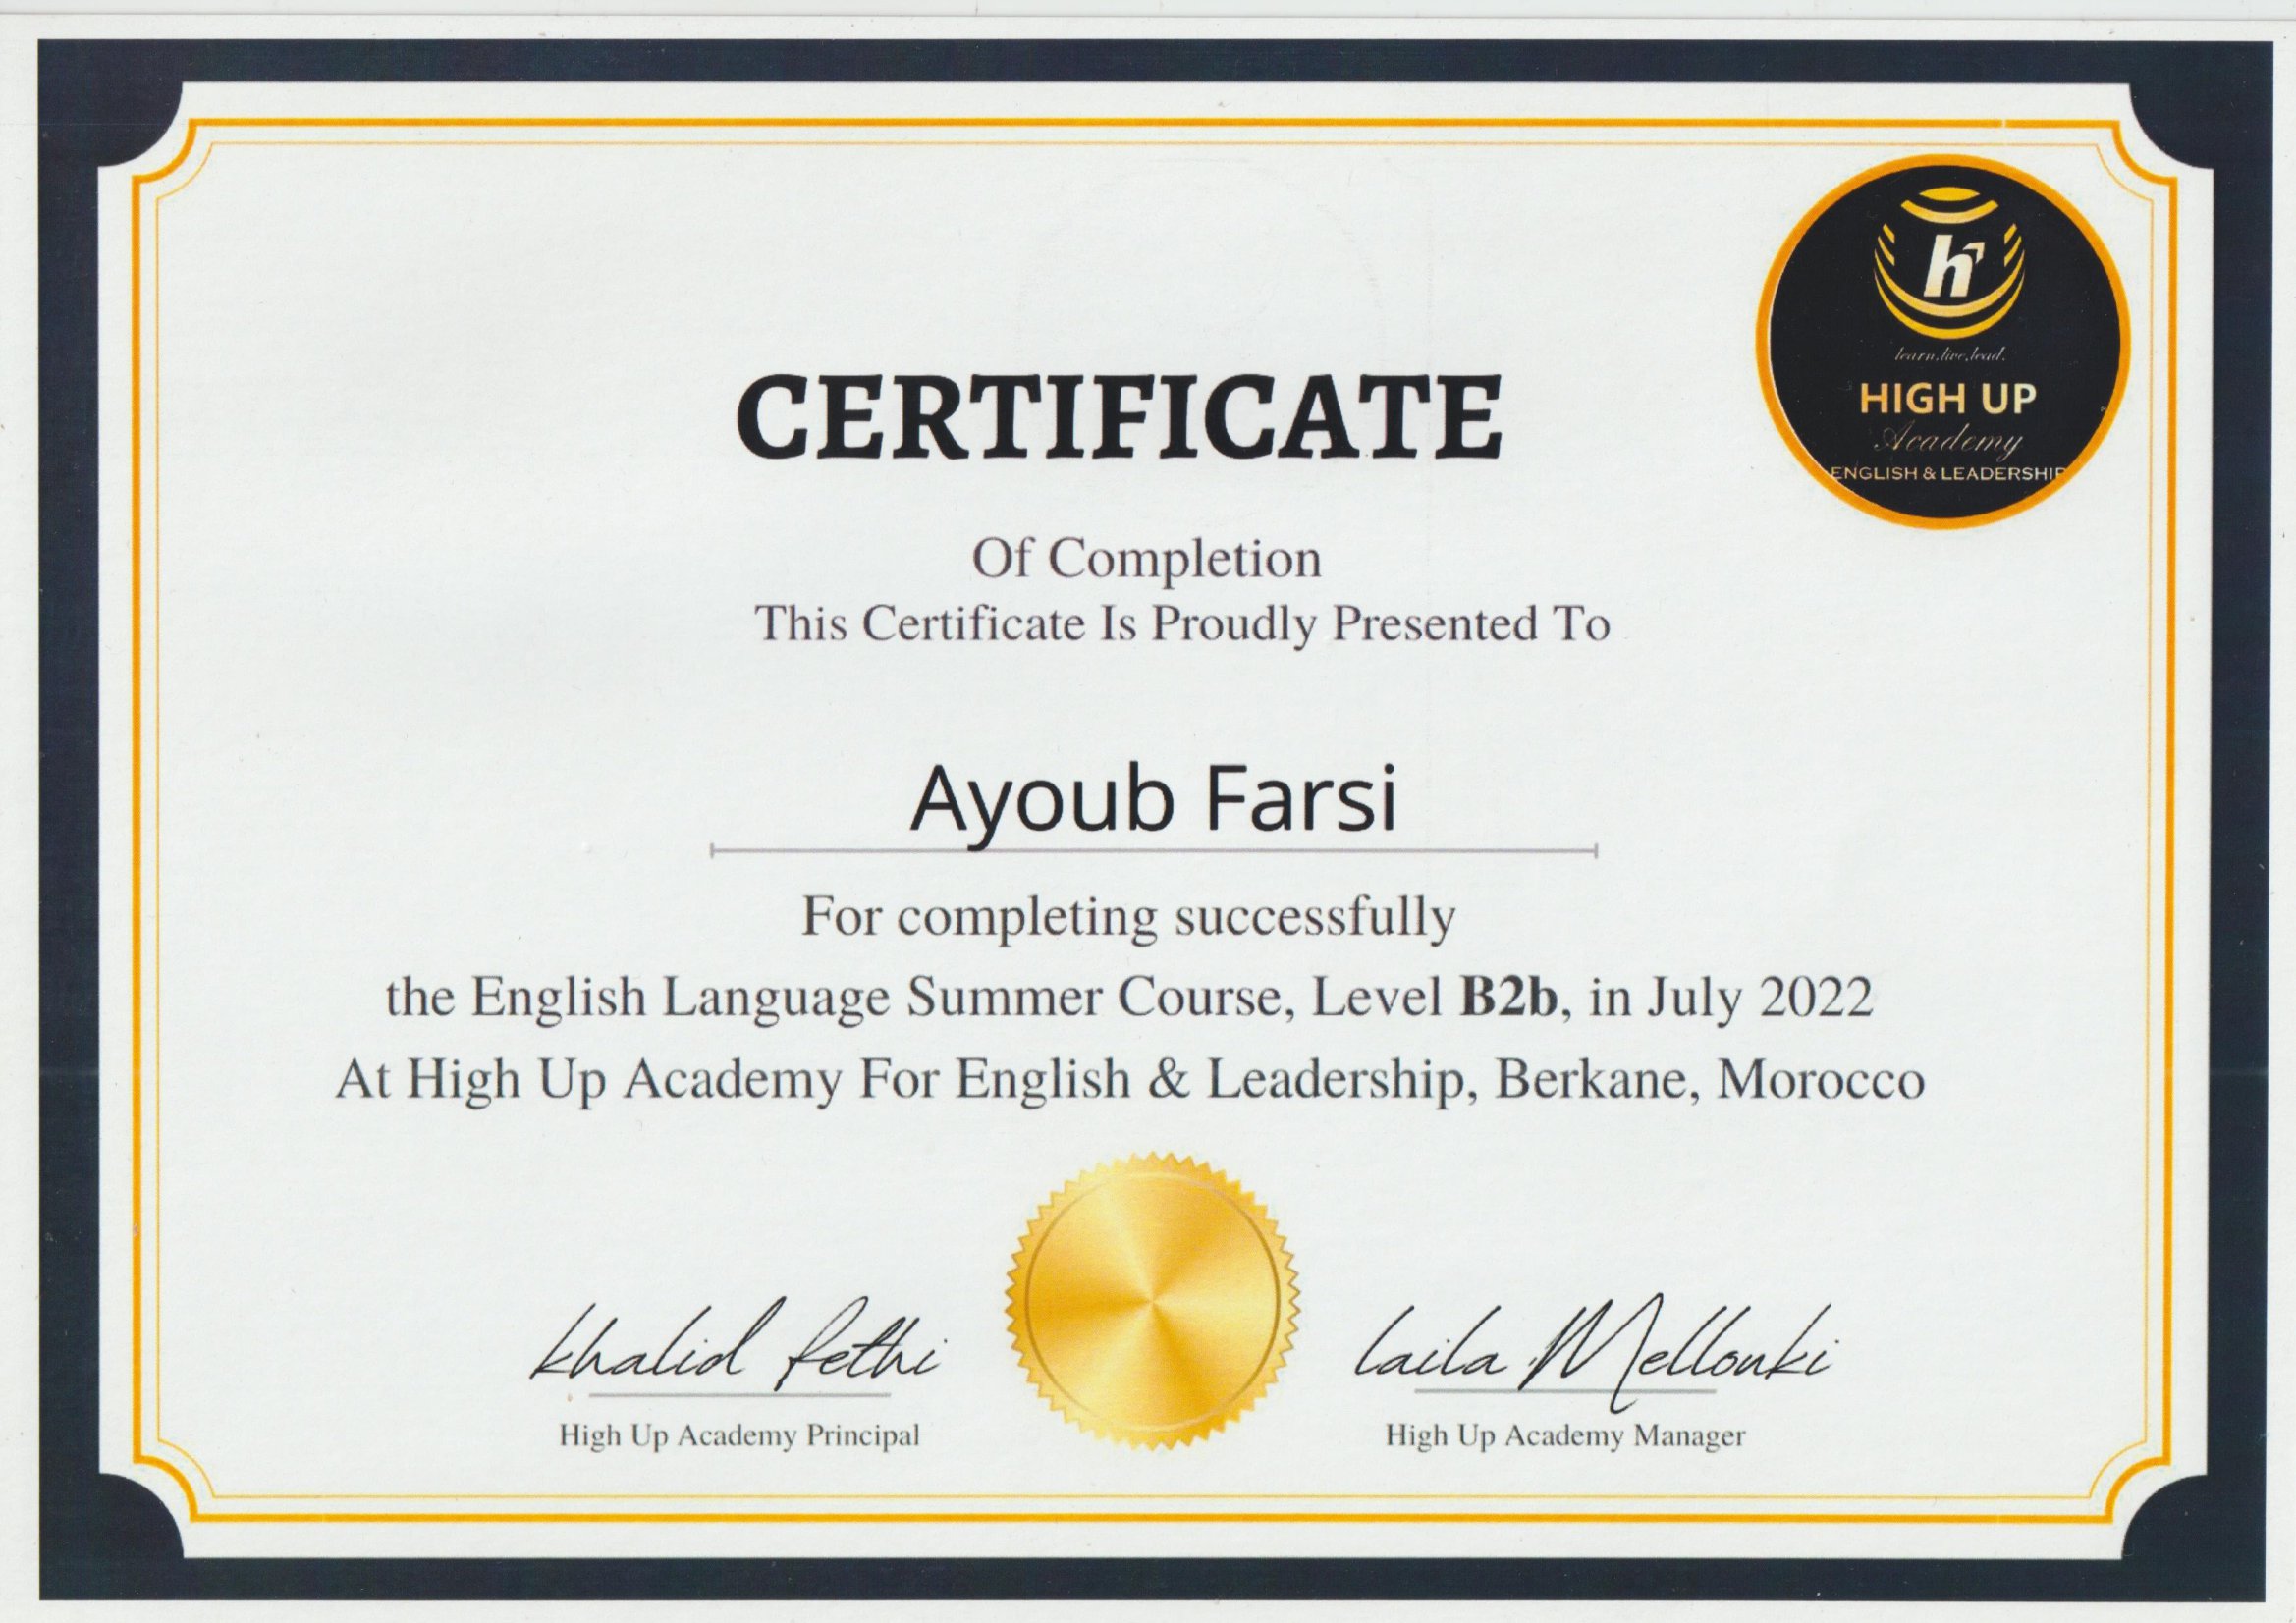 learn.live.lead.
HIGH UP
Academy
ENGLISH & LEADERSHIP
CERTIFICATE
Of Completion
This Certificate Is Proudly Presented To
Ayoub Farsi
For completing successfully
the English Language Summer Course, Level B2b, in July 2022
At High Up Academy For English & Leadership, Berkane, Morocco
khalid fethi
laila Mellouki
High Up Academy Principal
High Up Academy Manager